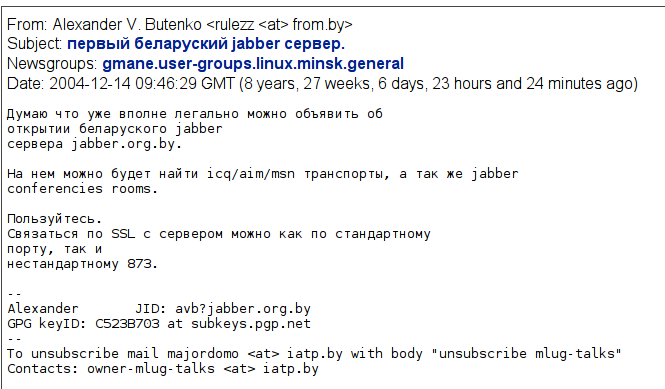 From: Alexander V. Butenko <rulezz <at> from.by>
Subject: первый беларуский jabber сервер.
Newsgroups: gmane.user-groups.linux.minsk.general
Date: 2004-12-14 09:46:29 GMT (8 years, 27 weeks, 6 days, 23 hours and 24 minutes ago)
Думаю что уже вполне легально можно объявить об
открытии беларуского jabber
сервера jabber.org.by.
На нем можно будет найти icq/aim/msn транспорты, а так же jabber
conferencies rooms.
Пользуйтесь.
Связаться по SSL с сервером можно как по стандартному
порту, так и
нестандартному 873.
--
Alexander       JID: avb?jabber.org.by
GPG keyID: C523B703 at subkeys.pgp.net
--
To unsubscribe mail majordomo <at> iatp.by with body "unsubscribe mlug-talks"
Contacts: owner-mlug-talks <at> iatp.by